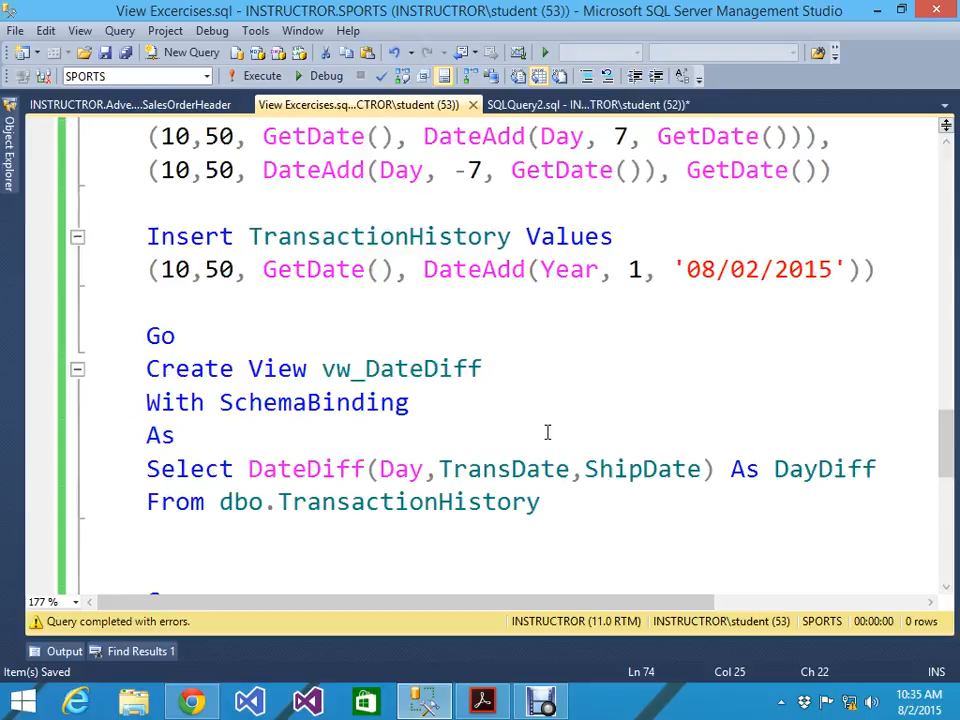 View Excercises.sql - INSTRUCTROR.SPORTS (INSTRUCTROR\student (53)) - Microsoft SQL Server Management Studio
File Edit View Query Project Debug Tools Window Help
New Query
SPORTS Execute Debug
INSTRUCTROR.Adve....SalesOrderHeader View Excercises.sq...CTROR\student (53)) SQLQuery2.sql - IN...TROR\student (52))*
Object Explorer
(10,50, GetDate(), DateAdd(Day, 7, GetDate())),
(10,50, DateAdd(Day, -7, GetDate()), GetDate())
Insert TransactionHistory Values
(10,50, GetDate(), DateAdd(Year, 1, '08/02/2015'))
Go
Create View vw_DateDiff
With SchemaBinding
As
Select DateDiff(Day,TransDate,ShipDate) As DayDiff
From dbo.TransactionHistory
177 %
Query completed with errors. INSTRUCTROR (11.0 RTM) INSTRUCTROR\student (53) SPORTS 00:00:00 0 rows
Output Find Results 1
Item(s) Saved Ln 74 Col 25 Ch 22 INS
10:35 AM
8/2/2015